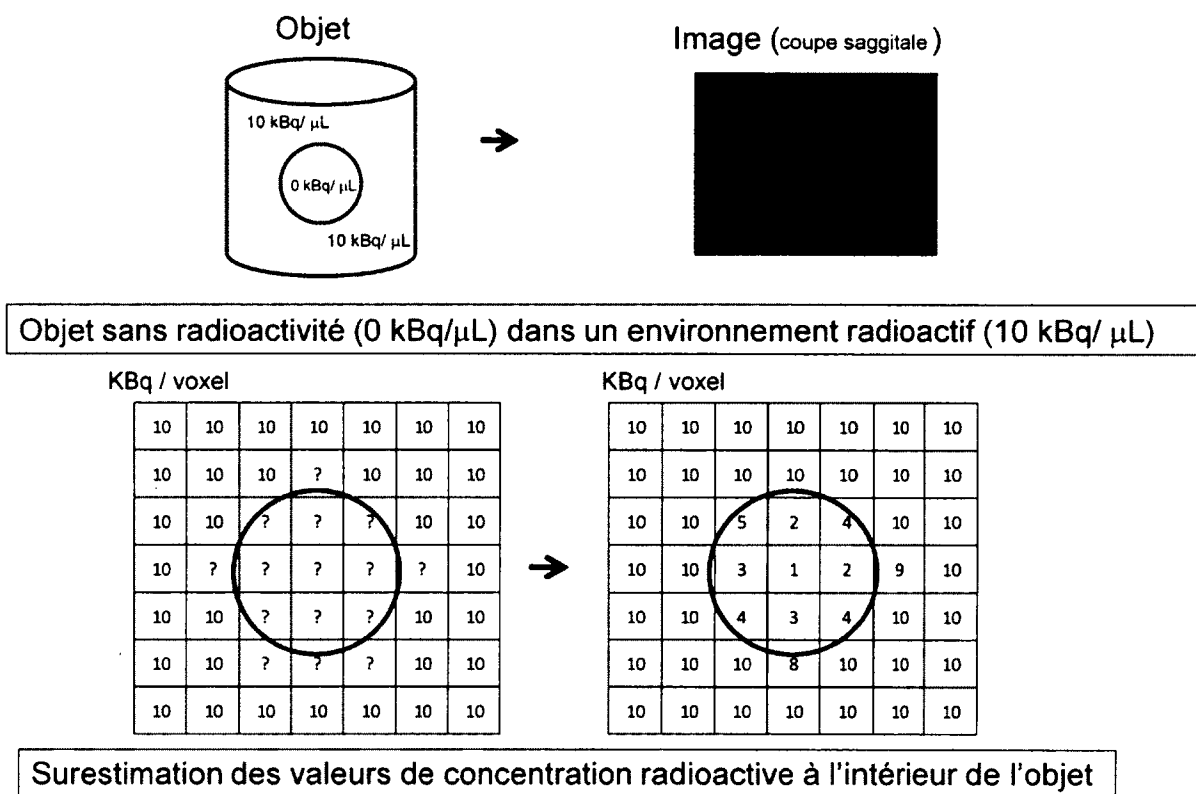 Objet
Image (coupe saggitale)
10 kBq/ μL
0 kBq/ μL
10 kBq/ μL
Objet sans radioactivité (0 kBq/μL) dans un environnement radioactif (10 kBq/ μL)
KBq / voxel
10 10 10 10 10 10 10
10 10 10 ? 10 10 10
10 10 ? ? ? 10 10
10 ? ? ? ? ? 10
10 10 ? ? ? 10 10
10 10 ? ? ? 10 10
10 10 10 10 10 10 10
KBq / voxel
10 10 10 10 10 10 10
10 10 10 10 10 10 10
10 10 5 2 4 10 10
10 10 3 1 2 9 10
10 10 4 3 4 10 10
10 10 10 8 10 10 10
10 10 10 10 10 10 10
Surestimation des valeurs de concentration radioactive à l'intérieur de l'objet